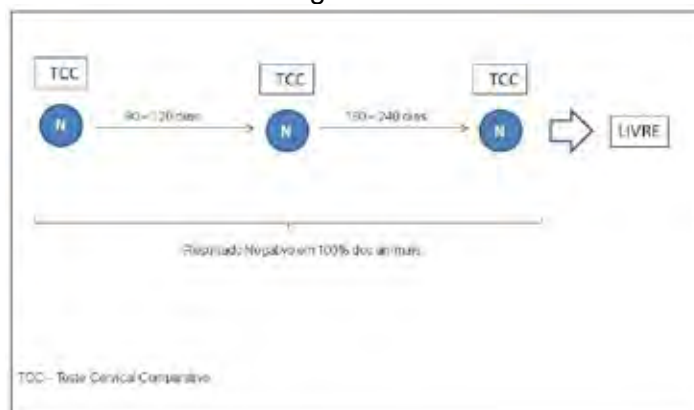 TCC TCC TCC
N 90 – 120 dias N 180 – 240 dias N LIVRE
Resultado Negativo em 100% dos animais
TCC – Teste Cervical Comparativo